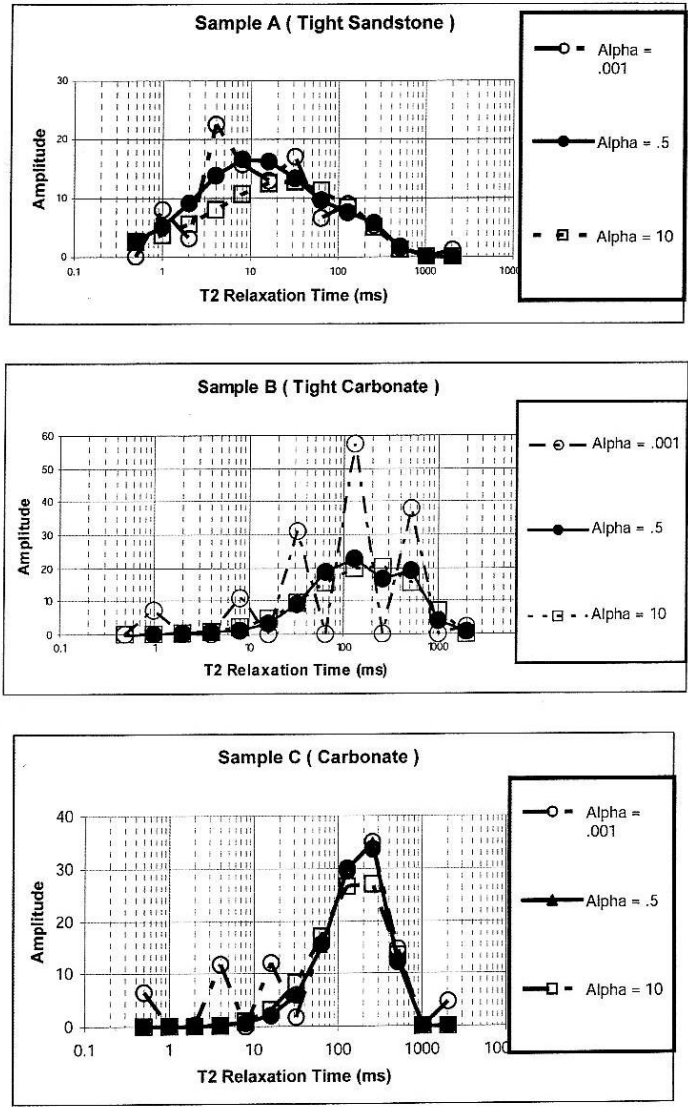 Sample A ( Tight Sandstone )
Amplitude
30
20
10
0
0.1
1
10
100
1000
1000
T2 Relaxation Time (ms)
Alpha =
.001
Alpha = .5
Alpha = 10
Sample B ( Tight Carbonate )
Amplitude
60
50
40
30
20
10
0
0.1
1
10
100
1000
T2 Relaxation Time (ms)
Alpha = .001
Alpha = .5
Alpha = 10
Sample C ( Carbonate )
Amplitude
40
30
20
10
0
0.1
1
10
100
1000
100
T2 Relaxation Time (ms)
Alpha =
.001
Alpha = .5
Alpha = 10